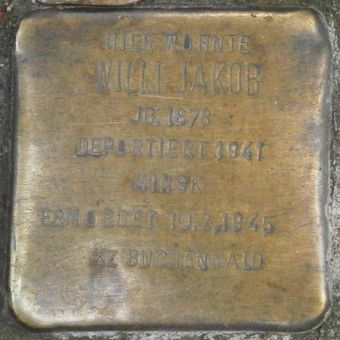 HIER WOHNTE
WILLI JAKOB
JG. 1878
DEPORTIERT 1941
MINSK
ERMORDET 19.2.1945
KZ BUCHENWALD